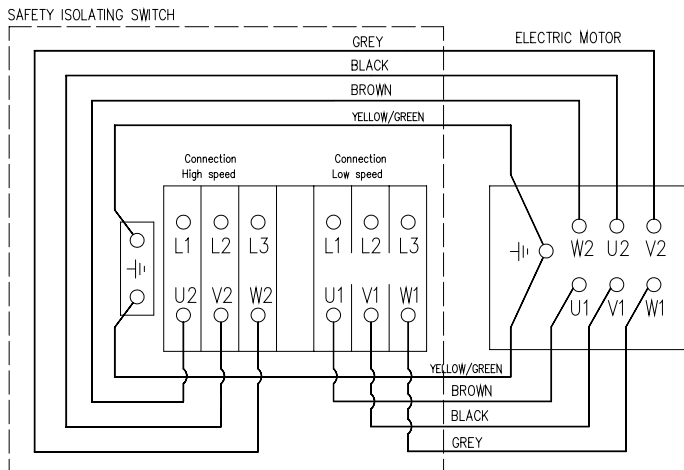 SAFETY ISOLATING SWITCH
GREY
ELECTRIC MOTOR
BLACK
BROWN
YELLOW/GREEN
Connection
High speed
Connection
Low speed
L1 L2 L3 L1 L2 L3 W2 U2 V2
U2 V2 W2 U1 V1 W1 U1 V1 W1
YELLOW/GREEN
BROWN
BLACK
GREY